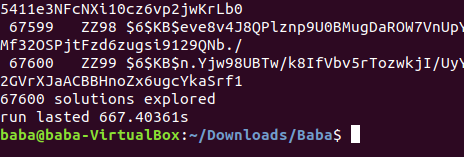 5411e3NFcNXi10cz6vp2jwKrLb0
67599   ZZ98 $6$KB$eve8v4J8QPlznp9U0BMugDaROW7VnUpY
Mf32OSPjtFzd6zugsi9129QNb./
67600   ZZ99 $6$KB$n.Yjw98UBTw/k8IfVbv5rTozwkjI/UyY
2GVrXJaACBBHnoZx6ugcYkaSrf1
67600 solutions explored
run lasted 667.40361s
baba@baba-VirtualBox:~/Downloads/Baba$